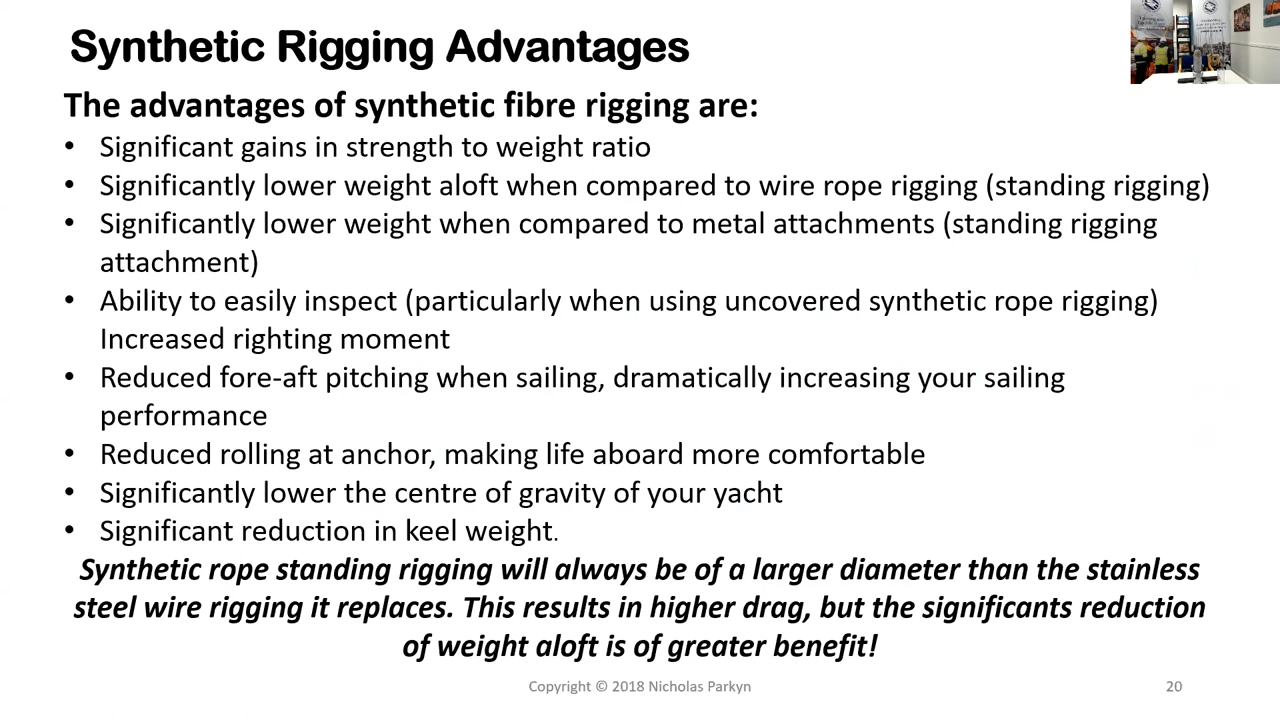 Synthetic Rigging Advantages
The advantages of synthetic fibre rigging are:
• Significant gains in strength to weight ratio
• Significantly lower weight aloft when compared to wire rope rigging (standing rigging)
• Significantly lower weight when compared to metal attachments (standing rigging
attachment)
• Ability to easily inspect (particularly when using uncovered synthetic rope rigging)
Increased righting moment
• Reduced fore-aft pitching when sailing, dramatically increasing your sailing
performance
• Reduced rolling at anchor, making life aboard more comfortable
• Significantly lower the centre of gravity of your yacht
• Significant reduction in keel weight.
Synthetic rope standing rigging will always be of a larger diameter than the stainless
steel wire rigging it replaces. This results in higher drag, but the significants reduction
of weight aloft is of greater benefit!
Copyright © 2018 Nicholas Parkyn
20